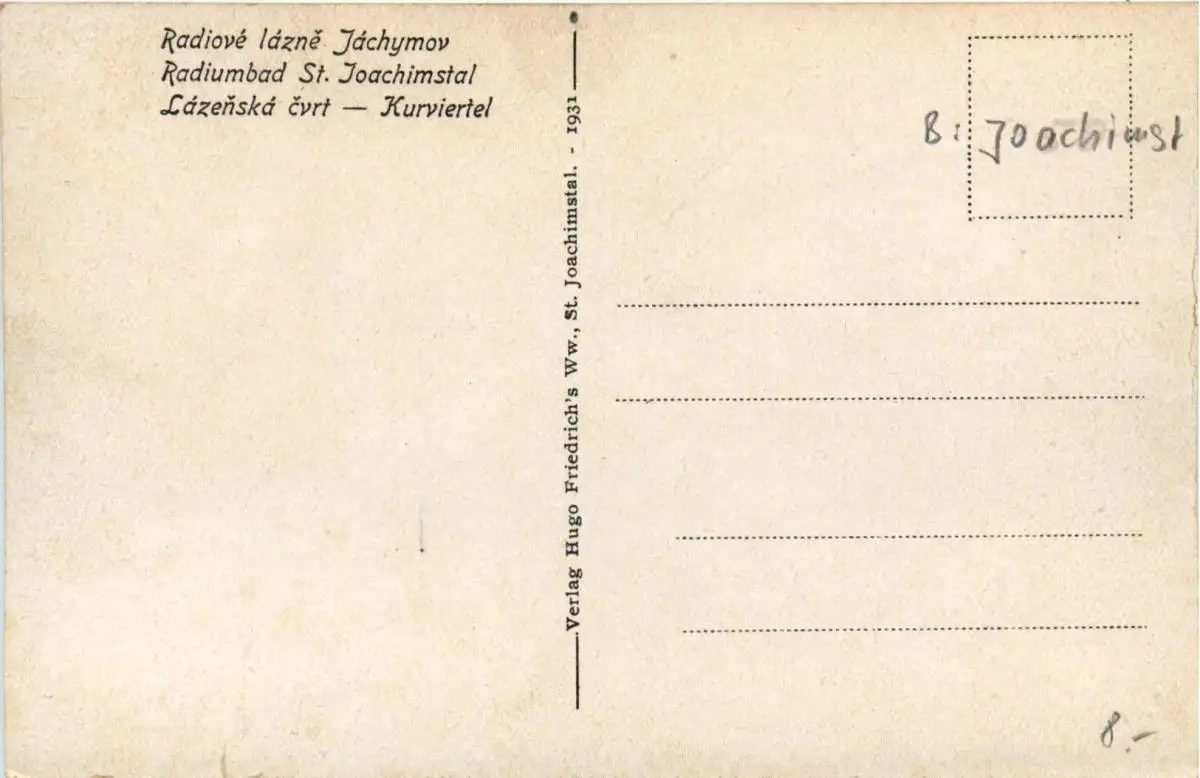 Radiové lázně Jáchymov
Radiumbad St. Joachimstal
Lázeňská čvrt — Kurviertel
Verlag Hugo Friedrich's Ww., St. Joachimstal. - 1931
B: Joachimst
8.-